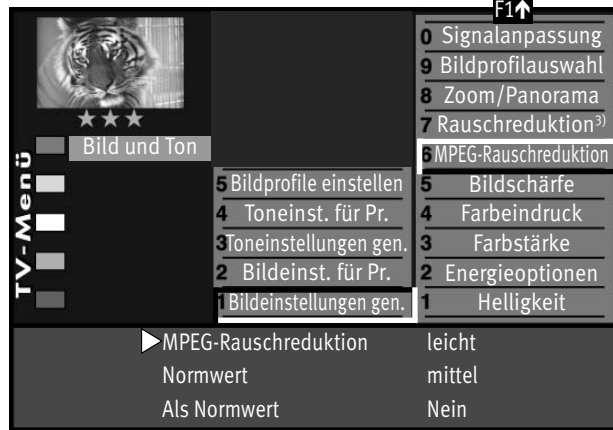 F1↑
0 Signalanpassung
9 Bildprofilauswahl
8 Zoom/Panorama
7 Rauschreduktion3)
6 MPEG-Rauschreduktion
5 Bildschärfe
4 Farbeindruck
3 Farbstärke
2 Energieoptionen
1 Helligkeit
TV-Menü
Bild und Ton
5 Bildprofile einstellen
4 Toneinst. für Pr.
3 Toneinstellungen gen.
2 Bildeinst. für Pr.
1 Bildeinstellungen gen.
MPEG-Rauschreduktion leicht
Normwert mittel
Als Normwert Nein